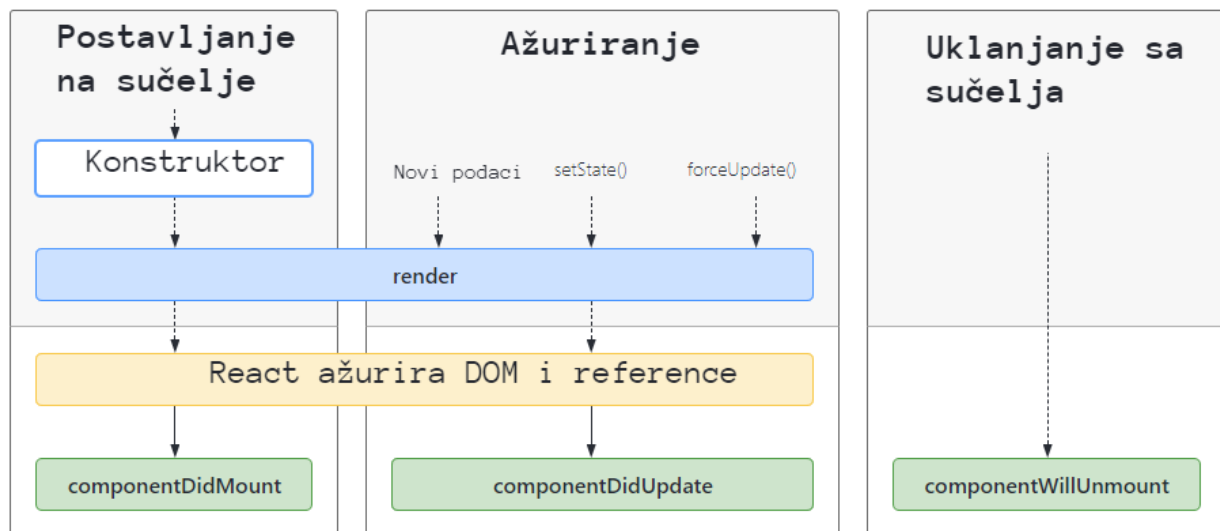 Postavljanje
na sučelje
Konstruktor
Ažuriranje
Novi podaci
setState()
forceUpdate()
Uklanjanje sa
sučelja
render
React ažurira DOM i reference
componentDidMount
componentDidUpdate
componentWillUnmount